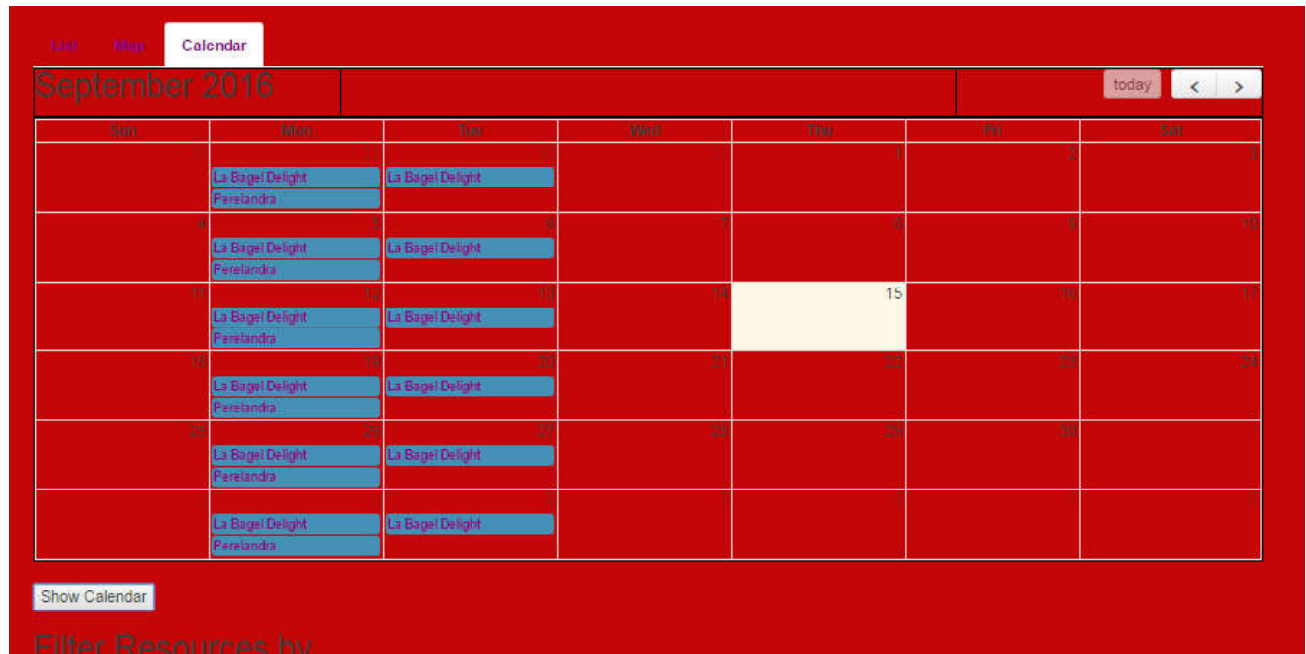 List Map Calendar
September 2016
today < >
Sun Mon Tue Wed Thu Fri Sat
1 2 3
La Bagel Delight La Bagel Delight
Perelandra
4 5 6 7 8 9 10
La Bagel Delight La Bagel Delight
Perelandra
11 12 13 14 15 16 17
La Bagel Delight La Bagel Delight
Perelandra
18 19 20 21 22 23 24
La Bagel Delight La Bagel Delight
Perelandra
25 26 27 28 29 30
La Bagel Delight La Bagel Delight
Perelandra
La Bagel Delight La Bagel Delight
Perelandra
Show Calendar
Filter Resources by